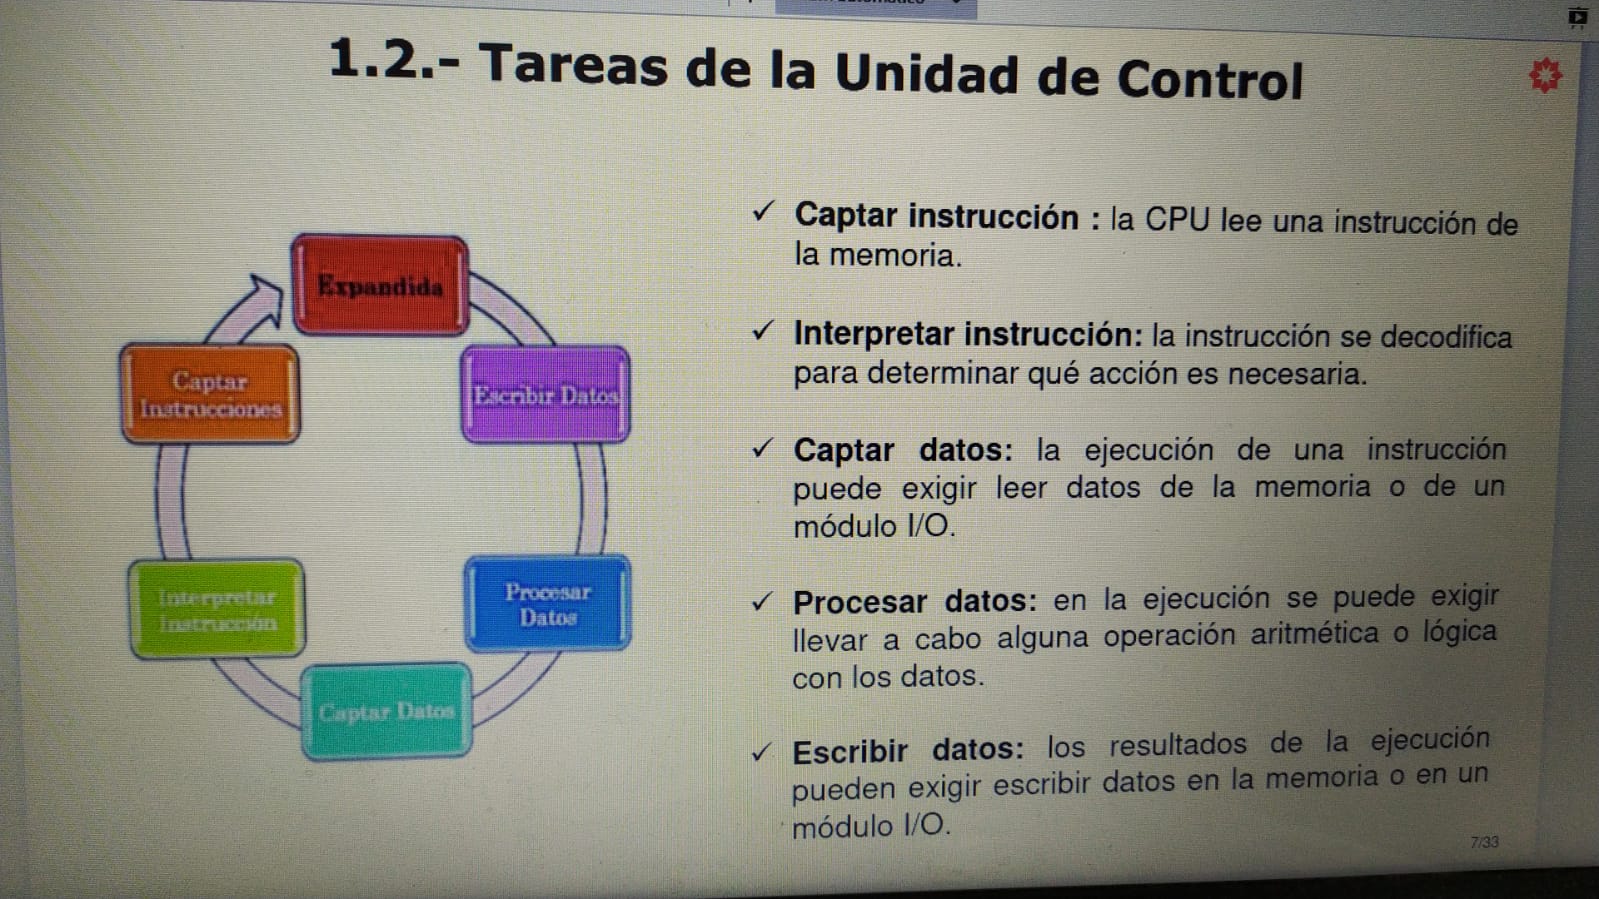 1.2.- Tareas de la Unidad de Control
Expandida
Captar
Instrucciones
Escribir Datos
Interpretar
Instrucción
Procesar
Datos
Captar Datos
✓ Captar instrucción : la CPU lee una instrucción de
la memoria.
✓ Interpretar instrucción: la instrucción se decodifica
para determinar qué acción es necesaria.
✓ Captar datos: la ejecución de una instrucción
puede exigir leer datos de la memoria o de un
módulo I/O.
✓ Procesar datos: en la ejecución se puede exigir
llevar a cabo alguna operación aritmética o lógica
con los datos.
✓ Escribir datos: los resultados de la ejecución
pueden exigir escribir datos en la memoria o en un
módulo I/O.
7/33